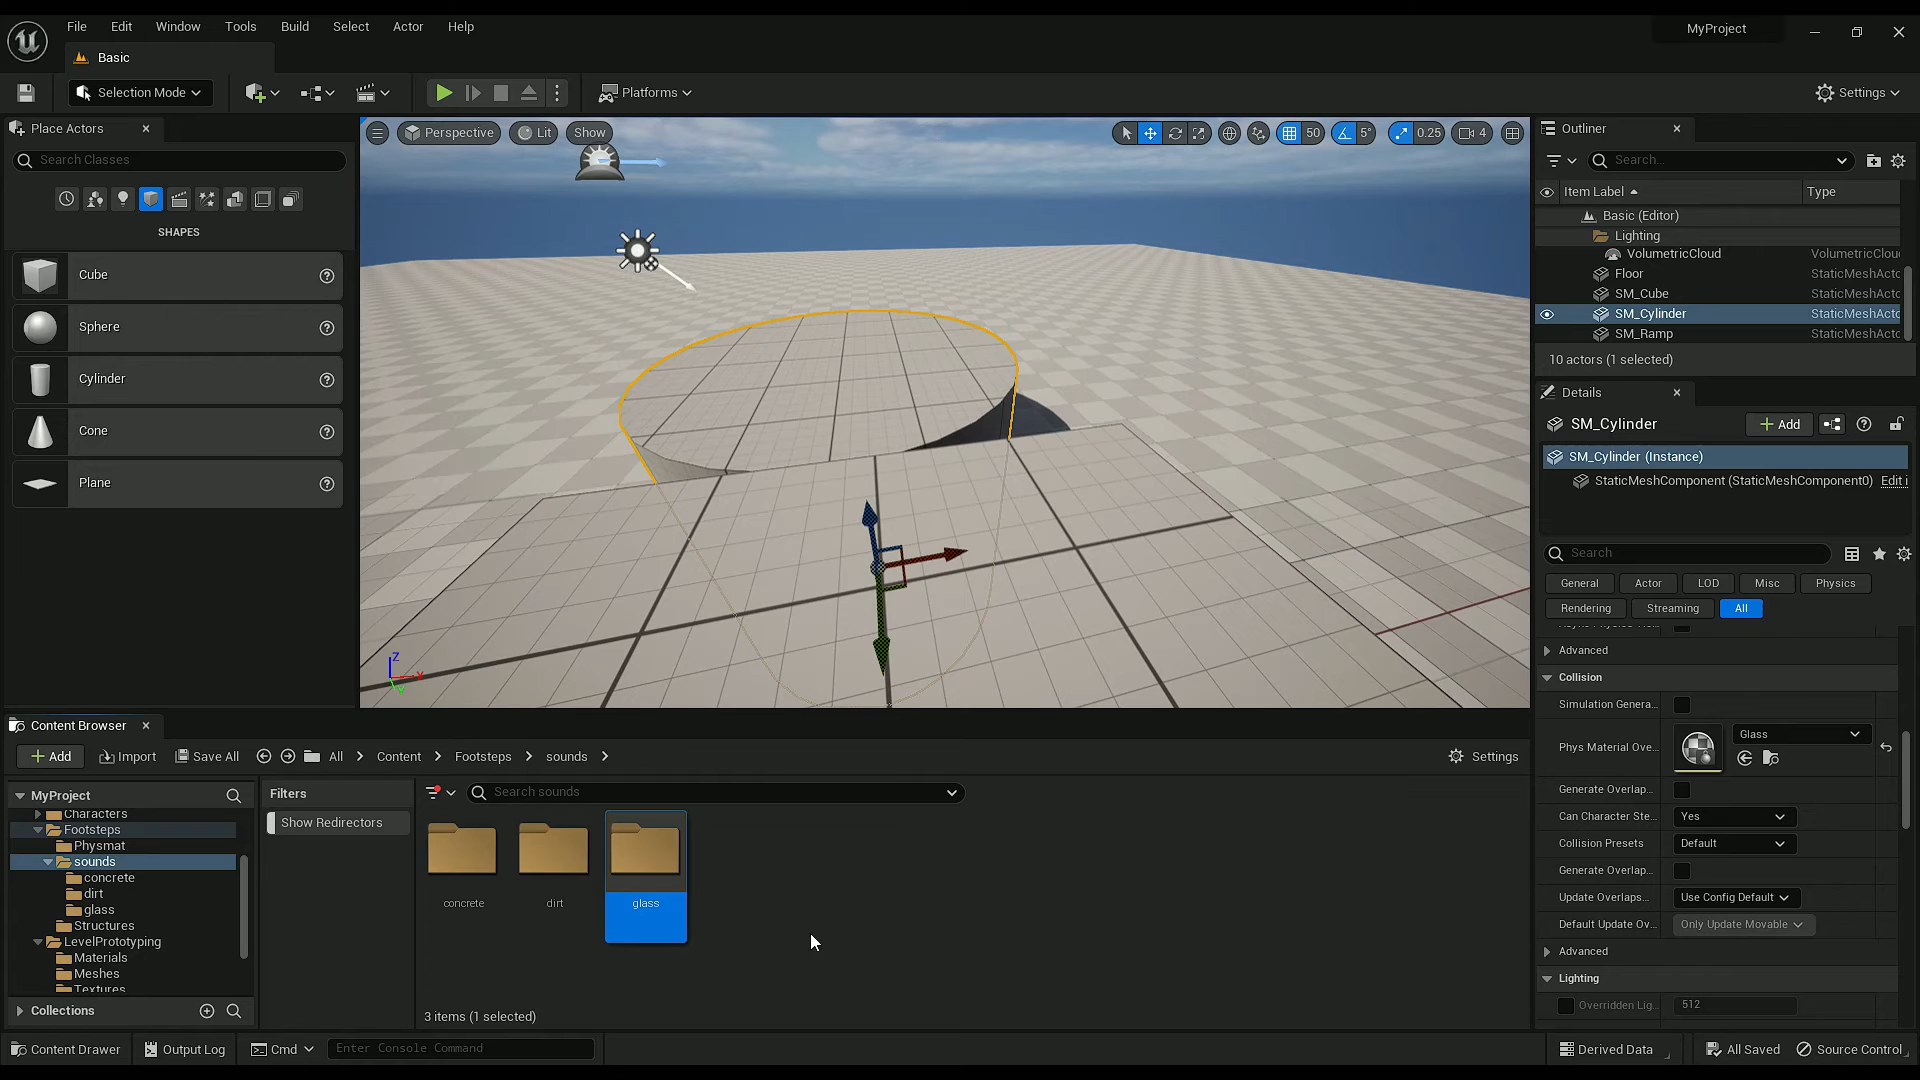 File Edit Window Tools Build Select Actor Help
MyProject
Basic
Selection Mode
Platforms
Settings
Place Actors
Search Classes
SHAPES
Cube
Sphere
Cylinder
Cone
Plane
Perspective Lit Show
50 5° 0.25 4
Z
X
Y
Outliner
Search...
Item Label Type
Basic (Editor)
Lighting
VolumetricCloud VolumetricClou
Floor StaticMeshActo
SM_Cube StaticMeshActo
SM_Cylinder StaticMeshActo
SM_Ramp StaticMeshActo
10 actors (1 selected)
Details
SM_Cylinder
Add
SM_Cylinder (Instance)
StaticMeshComponent (StaticMeshComponent0) Edit i
Search
General Actor LOD Misc Physics
Rendering Streaming All
Advanced
Collision
Simulation Genera...
Phys Material Ove... Glass
Generate Overlap...
Can Character Ste... Yes
Collision Presets Default
Generate Overlap...
Update Overlaps... Use Config Default
Default Update Ov... Only Update Movable
Advanced
Lighting
Overridden Lig... 512
Content Browser
Add Import Save All All Content Footsteps sounds Settings
MyProject
Characters
Footsteps
Physmat
sounds
concrete
dirt
glass
Structures
LevelPrototyping
Materials
Meshes
Textures
Collections
Filters
Show Redirectors
Search sounds
concrete dirt glass
3 items (1 selected)
Content Drawer Output Log Cmd Enter Console Command Derived Data All Saved Source Control